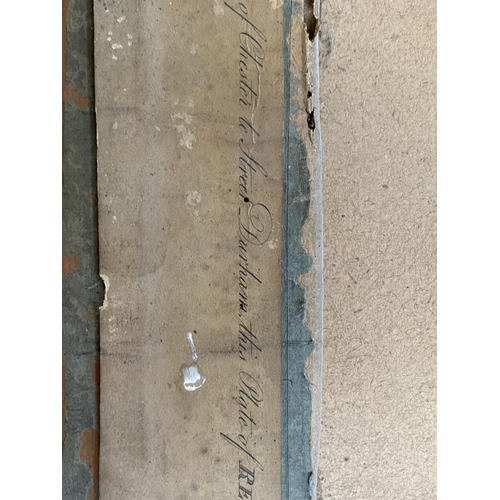 of Chester le Street Durham, this Plate of RE